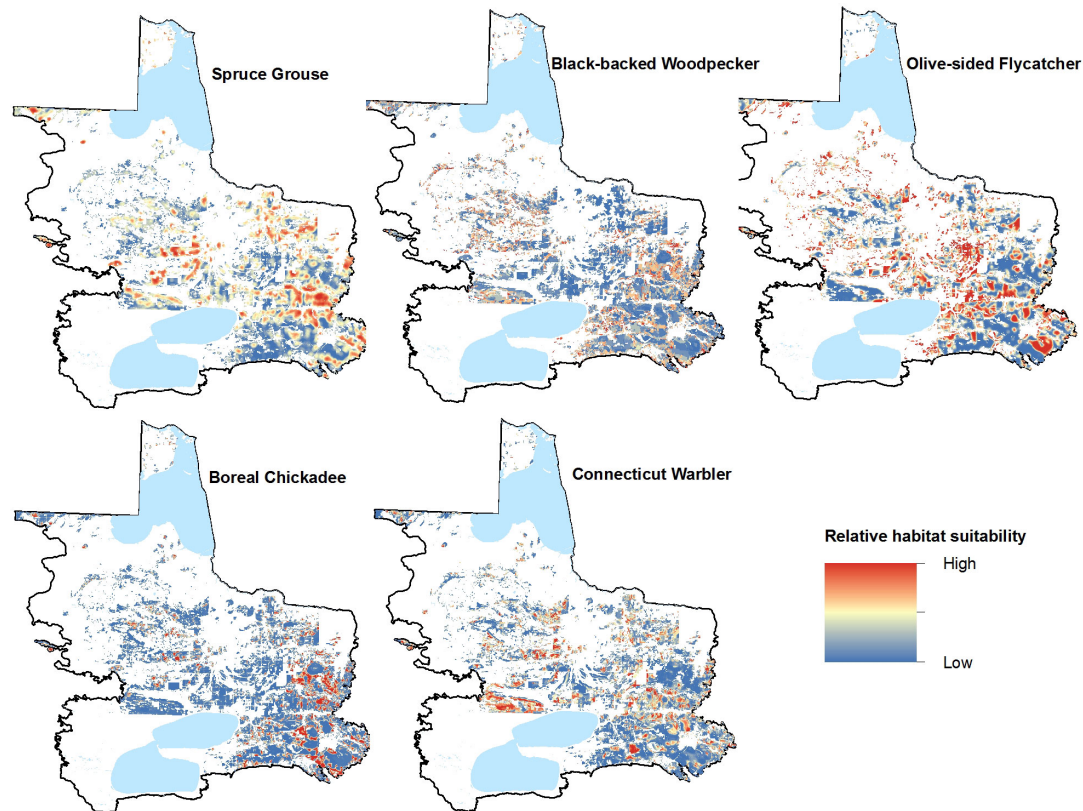 Spruce Grouse
Black-backed Woodpecker
Olive-sided Flycatcher
Boreal Chickadee
Connecticut Warbler
Relative habitat suitability
High
Low